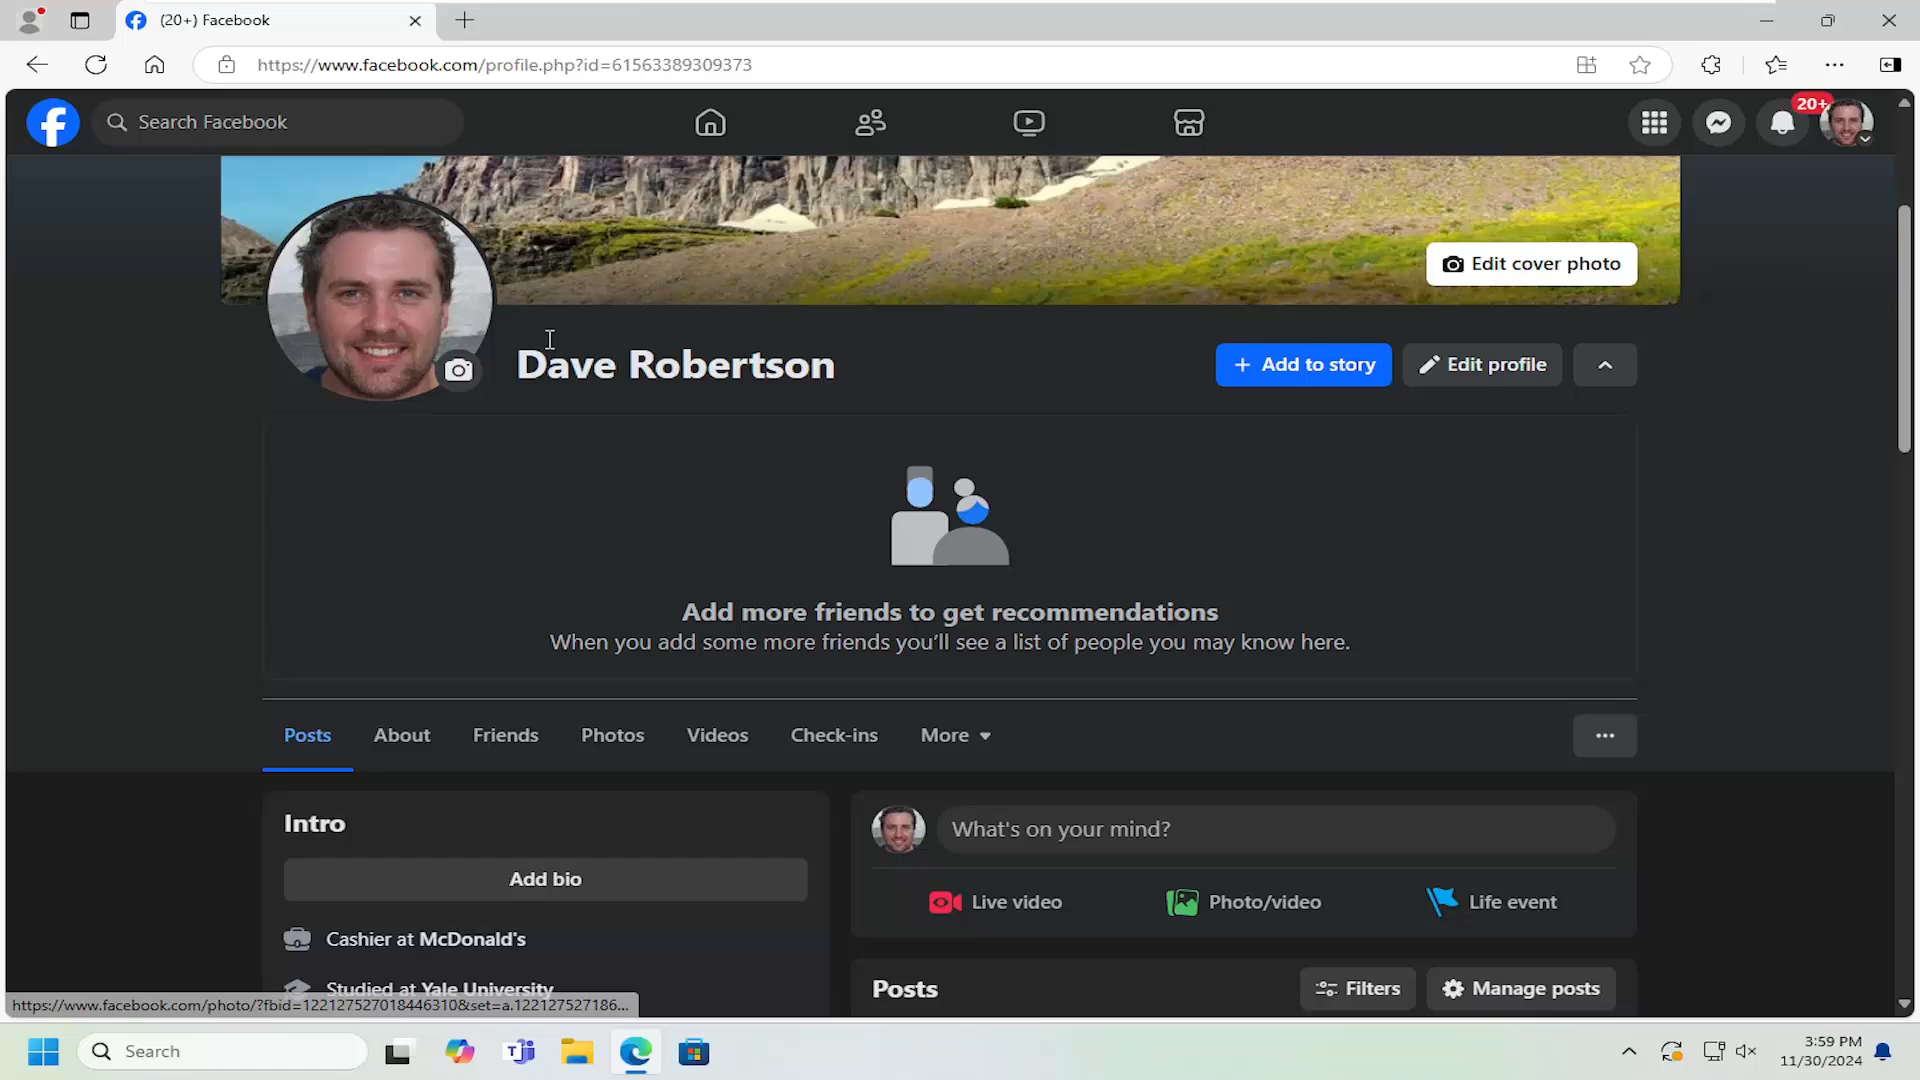 (20+) Facebook
https://www.facebook.com/profile.php?id=61563389309373
Search Facebook
20+
Edit cover photo
Dave Robertson
+ Add to story
Edit profile
Add more friends to get recommendations
When you add some more friends you'll see a list of people you may know here.
Posts
About
Friends
Photos
Videos
Check-ins
More
Intro
Add bio
Cashier at McDonald's
Studied at Yale University
What's on your mind?
Live video
Photo/video
Life event
Posts
Filters
Manage posts
https://www.facebook.com/photo/?fbid=122127527018446310&set=a.122127527186...
Search
3:59 PM
11/30/2024